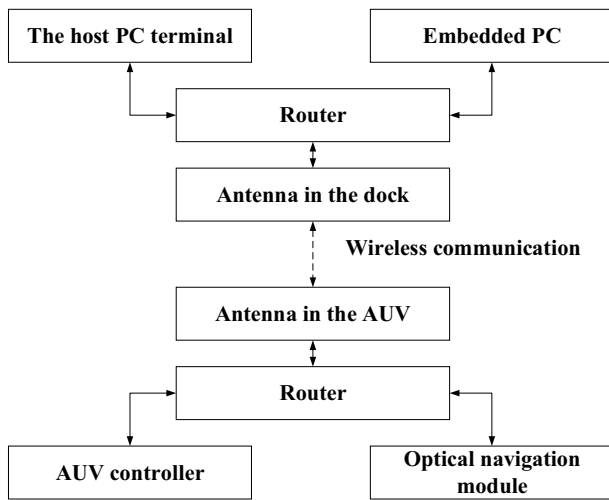 The host PC terminal
Embedded PC
Router
Antenna in the dock
Wireless communication
Antenna in the AUV
Router
AUV controller
Optical navigation
module